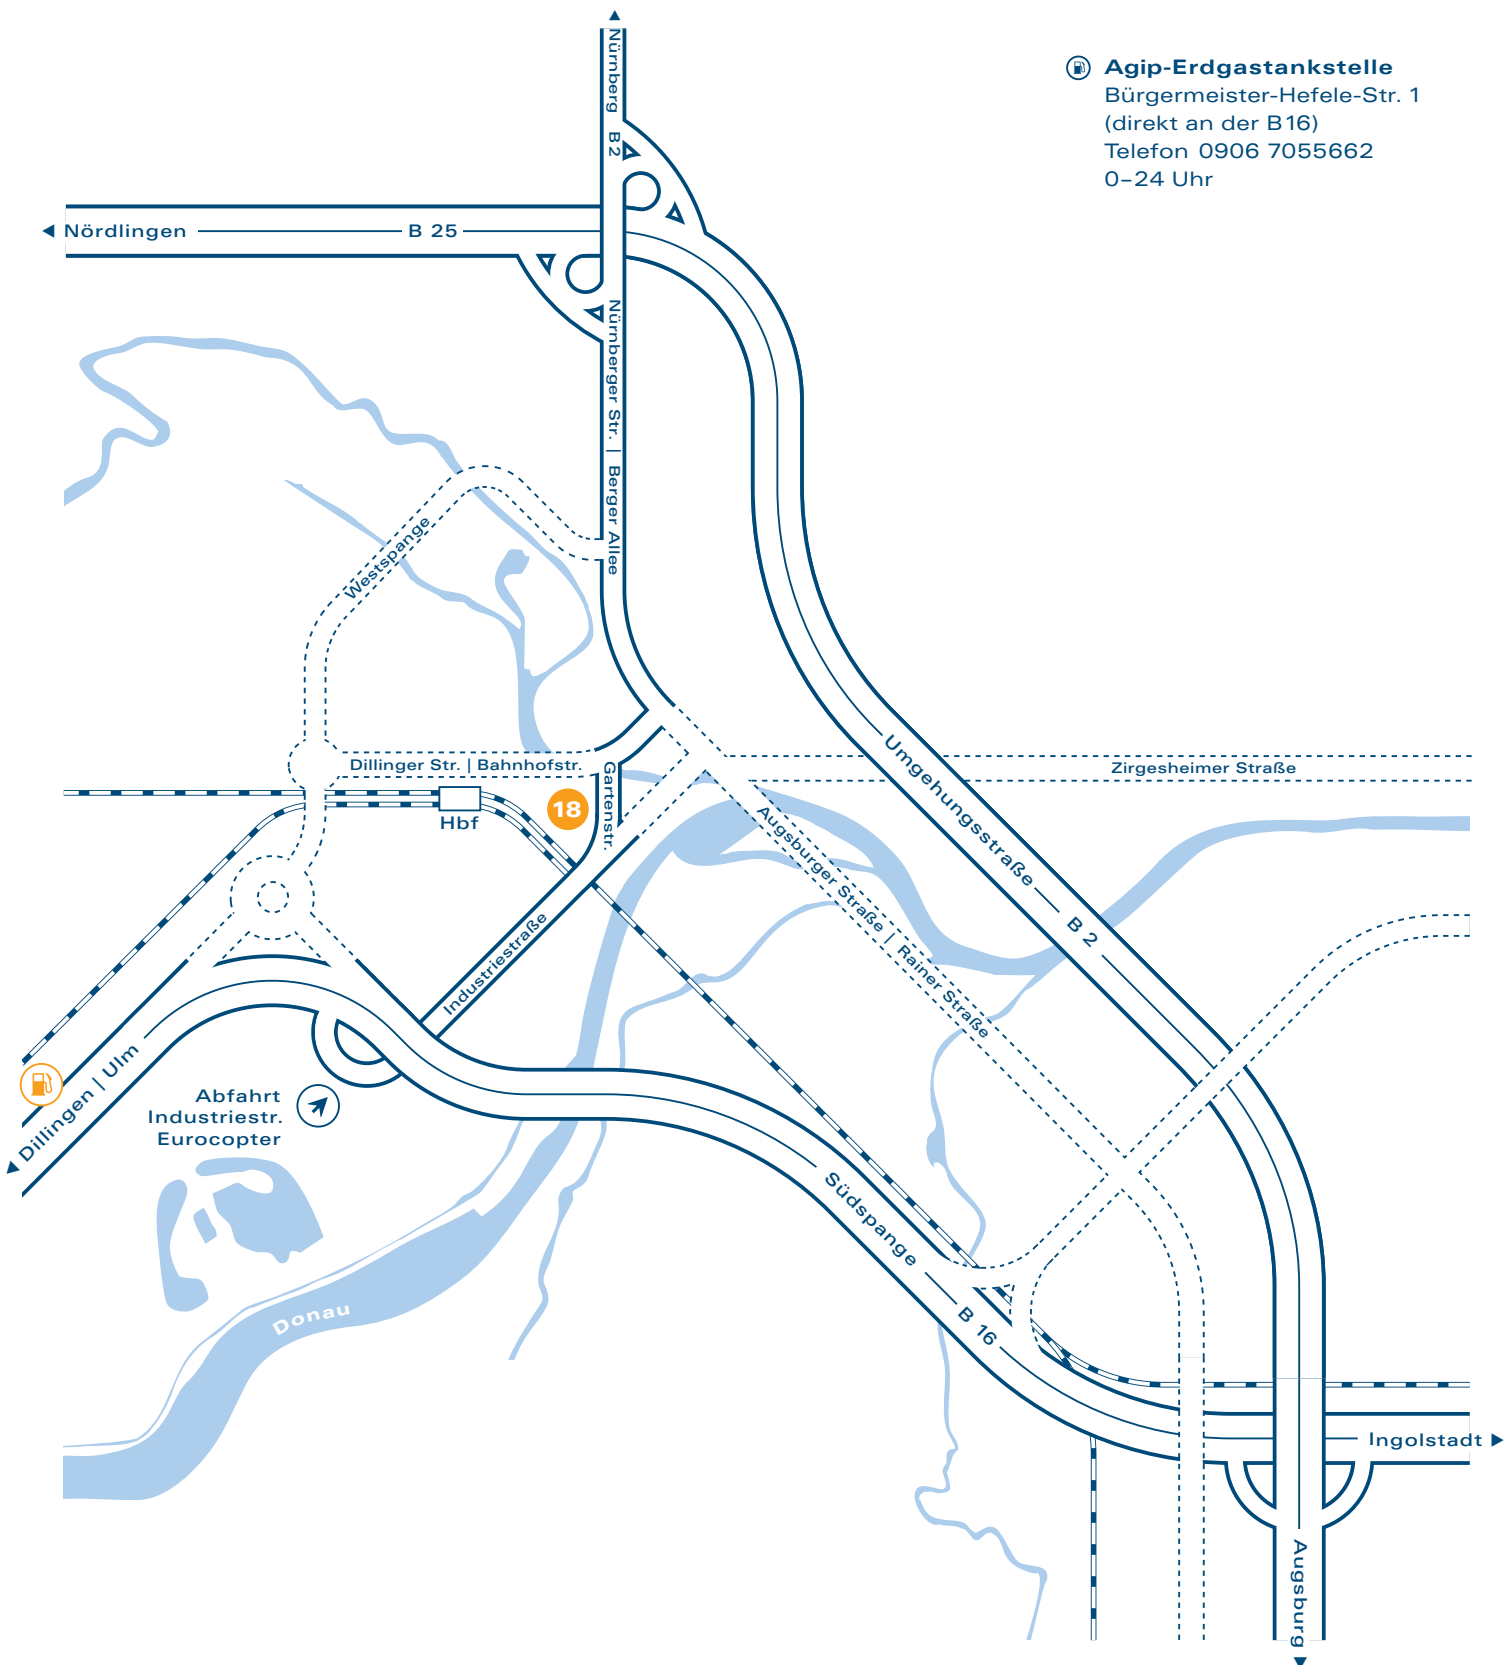 Nürnberg B2
Agip-Erdgastankstelle
Bürgermeister-Hefele-Str. 1
(direkt an der B16)
Telefon 0906 7055662
0–24 Uhr
Nördlingen
B 25
Nürnberger Str. | Berger Allee
Westspange
Dillinger Str. | Bahnhofstr.
Gartenstr.
Umgehungsstraße
B 2
Zirgesheimer Straße
18
Hbf
Augsburger Straße | Rainer Straße
Industriestraße
Dillingen | Ulm
Abfahrt
Industriestr.
Eurocopter
Südspange
B 16
Donau
Ingolstadt
Augsburg